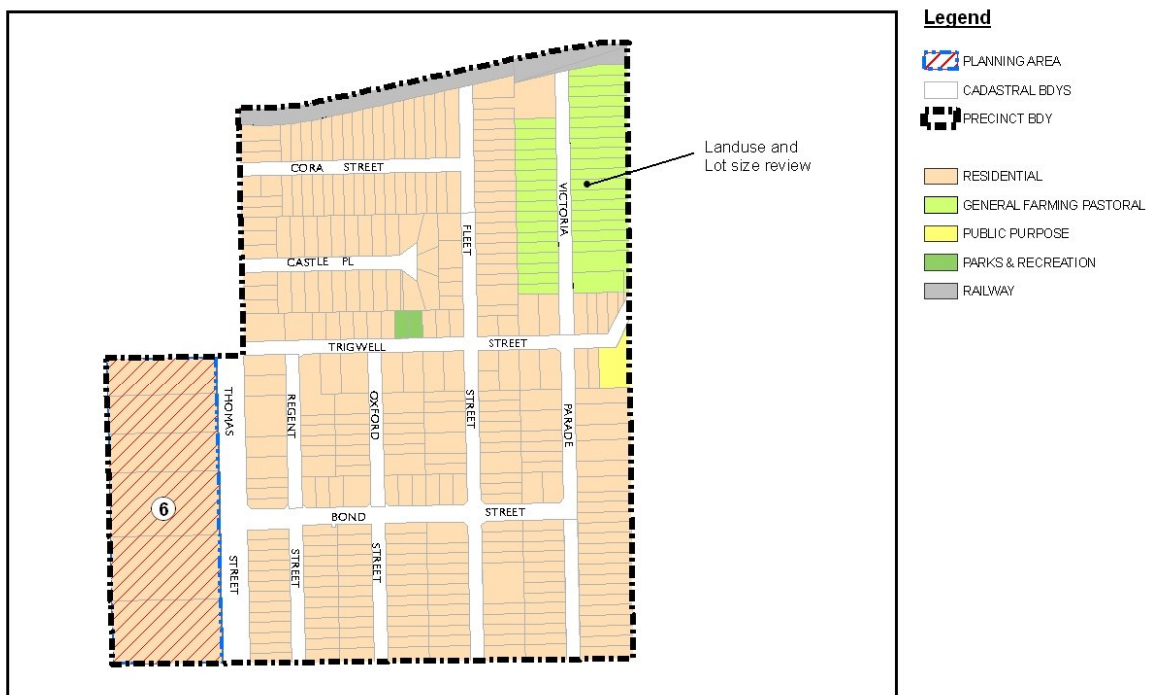 Legend
PLANNING AREA
CADASTRAL BDYS
PRECINCT BDY
RESIDENTIAL
GENERAL FARMING PASTORAL
PUBLIC PURPOSE
PARKS & RECREATION
RAILWAY
Landuse and
Lot size review
CORA STREET
VICTORIA
FLEET
CASTLE PL
TRIGWELL STREET
THOMAS
REGENT
OXFORD
STREET
PARADE
6
BOND STREET
STREET
STREET
STREET